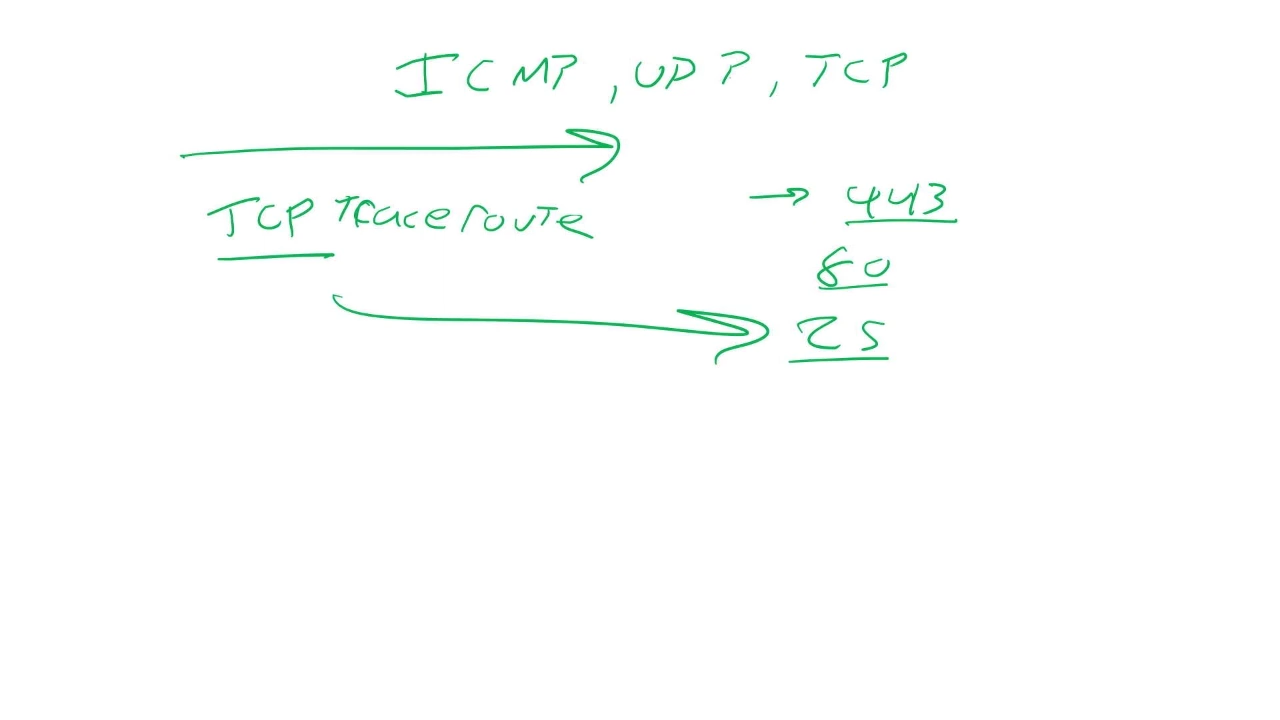 ICMP, UDP, TCP
TCP Traceroute
→ 443
80
25